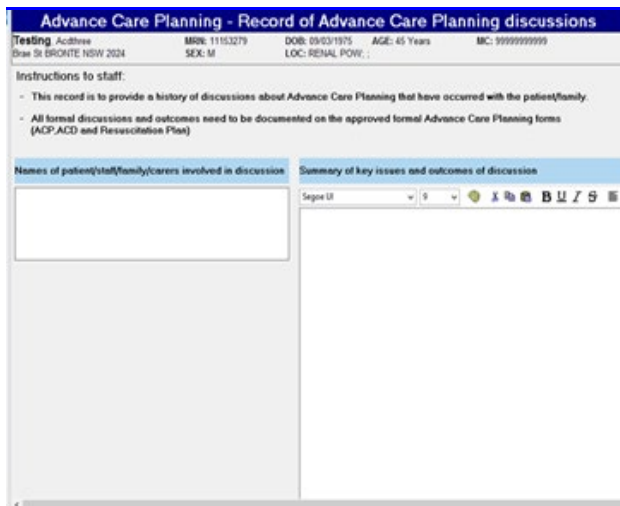 Advance Care Planning - Record of Advance Care Planning discussions
Testing, Acdthree MRN: 11153279 DOB: 09/03/1975 AGE: 45 Years MC: 99999999999
Brae St BRONTE NSW 2024 SEX: M LOC: RENAL POW; ;
Instructions to staff:
- This record is to provide a history of discussions about Advance Care Planning that have occurred with the patient/family.
- All formal discussions and outcomes need to be documented on the approved formal Advance Care Planning forms
(ACP,ACD and Resuscitation Plan)
Names of patient/staff/family/carers involved in discussion
Summary of key issues and outcomes of discussion
Segoe UI 9 B U I S